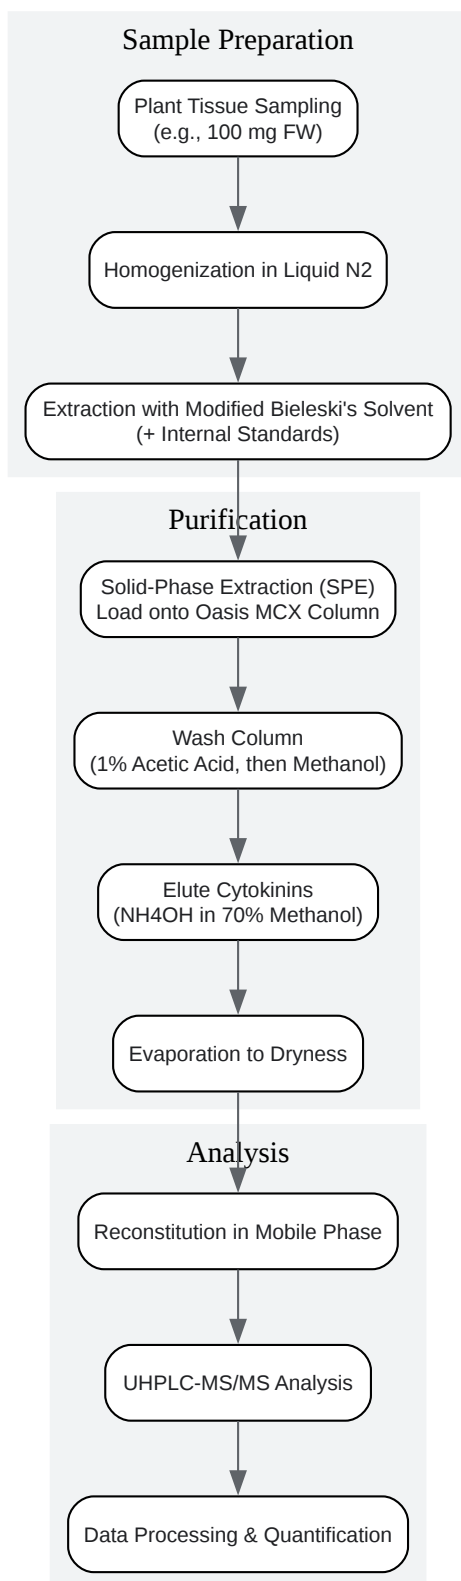 Sample Preparation
Plant Tissue Sampling
(e.g., 100 mg FW)
Homogenization in Liquid N2
Extraction with Modified Bieleski's Solvent
(+ Internal Standards)
Purification
Solid-Phase Extraction (SPE)
Load onto Oasis MCX Column
Wash Column
(1% Acetic Acid, then Methanol)
Elute Cytokinins
(NH4OH in 70% Methanol)
Evaporation to Dryness
Analysis
Reconstitution in Mobile Phase
UHPLC-MS/MS Analysis
Data Processing & Quantification